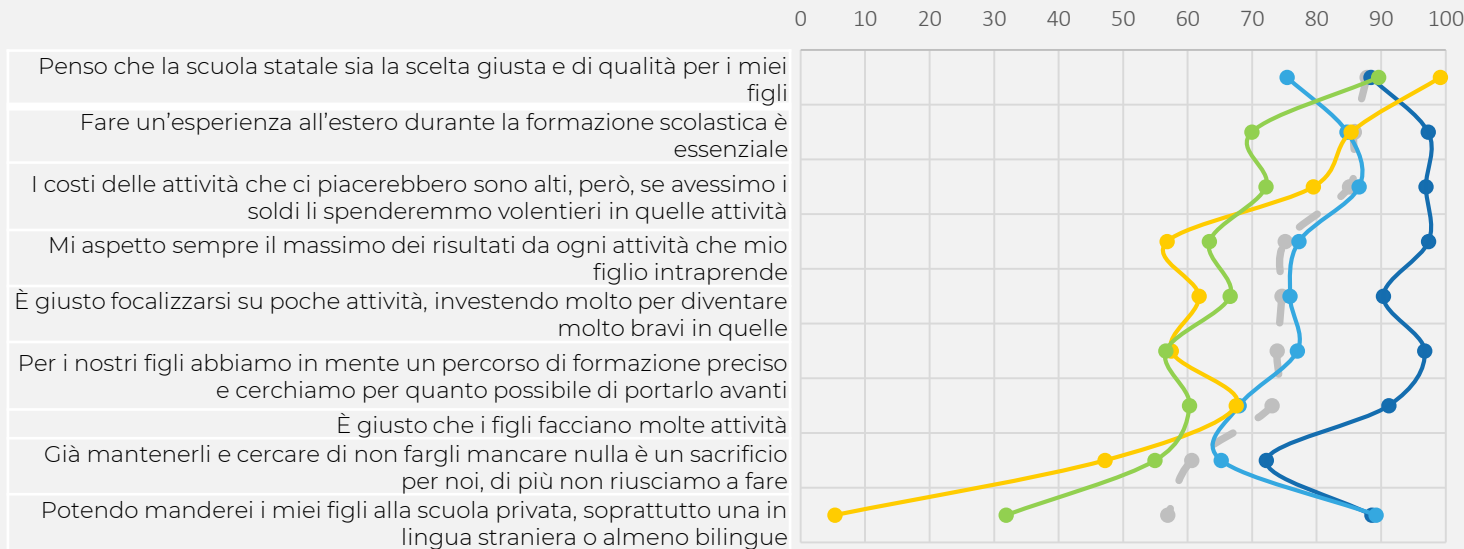 0 10 20 30 40 50 60 70 80 90 100
Penso che la scuola statale sia la scelta giusta e di qualità per i miei
figli
Fare un’esperienza all’estero durante la formazione scolastica è
essenziale
I costi delle attività che ci piacerebbero sono alti, però, se avessimo i
soldi li spenderemmo volentieri in quelle attività
Mi aspetto sempre il massimo dei risultati da ogni attività che mio
figlio intraprende
È giusto focalizzarsi su poche attività, investendo molto per diventare
molto bravi in quelle
Per i nostri figli abbiamo in mente un percorso di formazione preciso
e cerchiamo per quanto possibile di portarlo avanti
È giusto che i figli facciano molte attività
Già mantenerli e cercare di non fargli mancare nulla è un sacrificio
per noi, di più non riusciamo a fare
Potendo manderei i miei figli alla scuola privata, soprattutto una in
lingua straniera o almeno bilingue